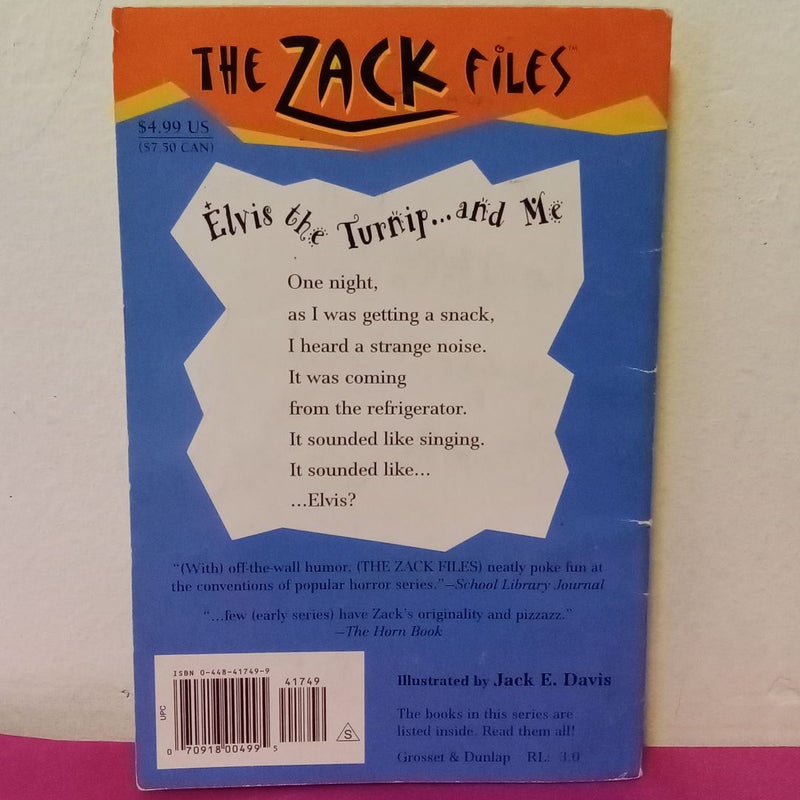 THE ZACK FILES™
$4.99 US
($7.50 CAN)
Elvis the Turnip...and Me
One night,
as I was getting a snack,
I heard a strange noise.
It was coming
from the refrigerator.
It sounded like singing.
It sounded like...
...Elvis?
"(With) off-the-wall humor, (THE ZACK FILES) neatly poke fun at
the conventions of popular horror series."—School Library Journal
"...few (early series) have Zack's originality and pizzazz."
—The Horn Book
ISBN 0-448-41749-9
41749
UPC
0 70918 00499 5
S
Illustrated by Jack E. Davis
The books in this series are
listed inside. Read them all!
Grosset & Dunlap RL: 3.0